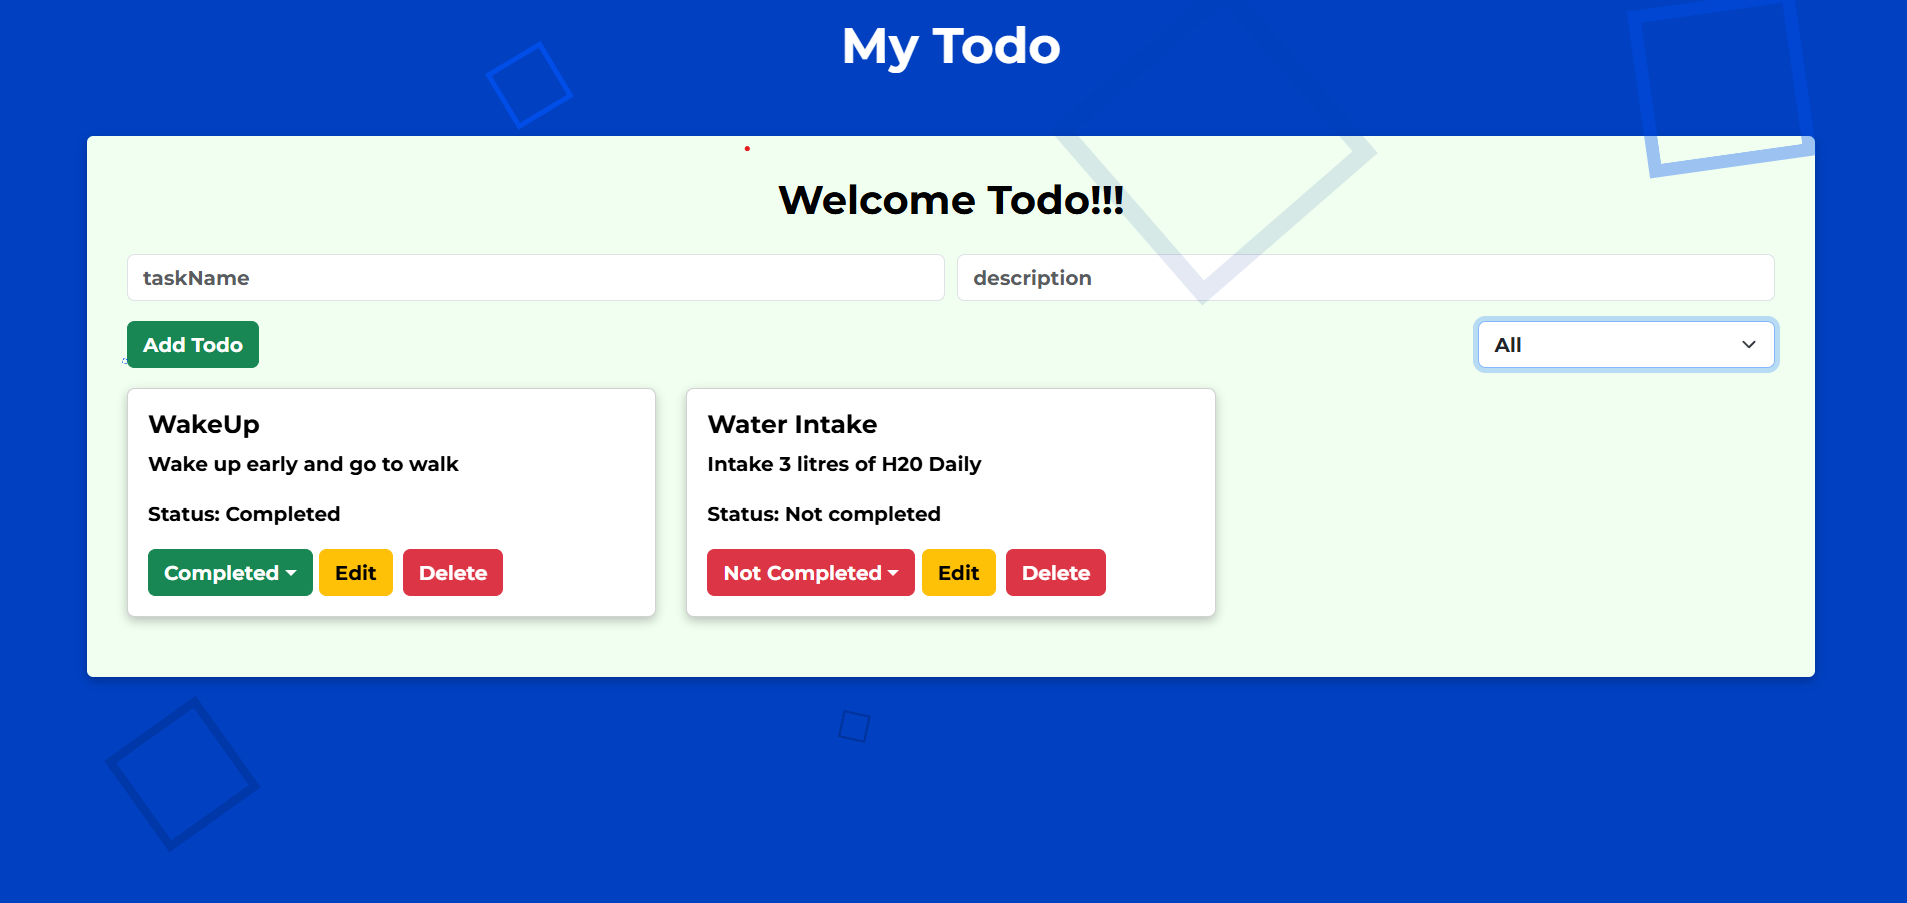 My Todo
Welcome Todo!!!
taskName description
Add Todo All
WakeUp
Wake up early and go to walk
Status: Completed
Completed Edit Delete
Water Intake
Intake 3 litres of H20 Daily
Status: Not completed
Not Completed Edit Delete